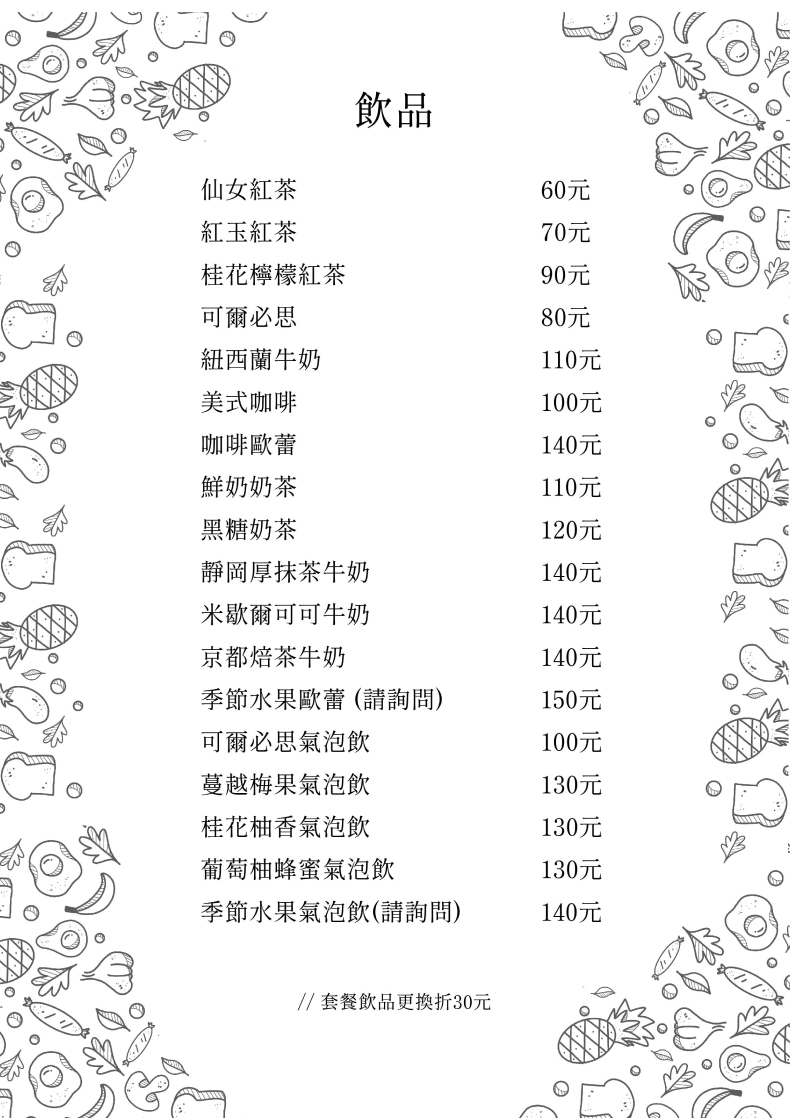 飲品
仙女紅茶 60元
紅玉紅茶 70元
桂花檸檬紅茶 90元
可爾必思 80元
紐西蘭牛奶 110元
美式咖啡 100元
咖啡歐蕾 140元
鮮奶奶茶 110元
黑糖奶茶 120元
靜岡厚抹茶牛奶 140元
米歇爾可可牛奶 140元
京都焙茶牛奶 140元
季節水果歐蕾 (請詢問) 150元
可爾必思氣泡飲 100元
蔓越梅果氣泡飲 130元
桂花柚香氣泡飲 130元
葡萄柚蜂蜜氣泡飲 130元
季節水果氣泡飲(請詢問) 140元
// 套餐飲品更換折30元